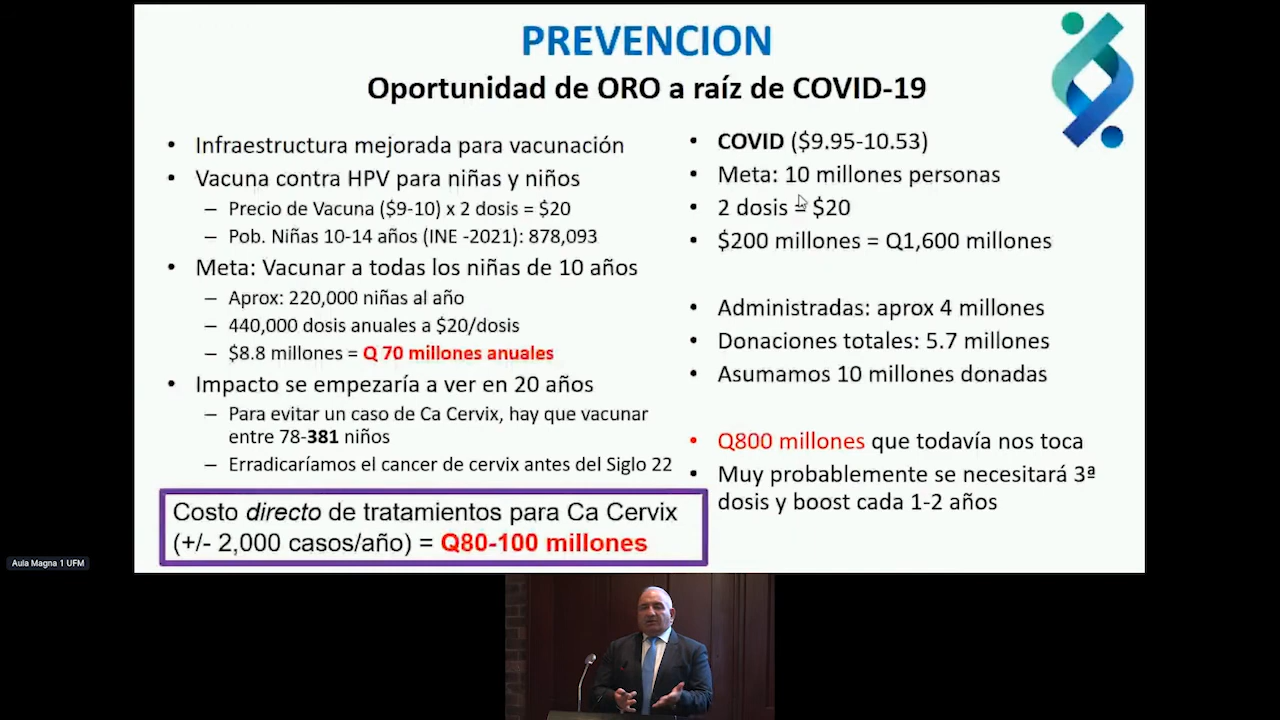 PREVENCION
Oportunidad de ORO a raíz de COVID-19
• Infraestructura mejorada para vacunación
• Vacuna contra HPV para niñas y niños
– Precio de Vacuna ($9-10) x 2 dosis = $20
– Pob. Niñas 10-14 años (INE -2021): 878,093
• Meta: Vacunar a todas los niñas de 10 años
– Aprox: 220,000 niñas al año
– 440,000 dosis anuales a $20/dosis
– $8.8 millones = Q 70 millones anuales
• Impacto se empezaría a ver en 20 años
– Para evitar un caso de Ca Cervix, hay que vacunar
entre 78-381 niños
– Erradicaríamos el cancer de cervix antes del Siglo 22
Costo directo de tratamientos para Ca Cervix
(+/- 2,000 casos/año) = Q80-100 millones
• COVID ($9.95-10.53)
• Meta: 10 millones personas
• 2 dosis = $20
• $200 millones = Q1,600 millones
• Administradas: aprox 4 millones
• Donaciones totales: 5.7 millones
• Asumamos 10 millones donadas
• Q800 millones que todavía nos toca
• Muy probablemente se necesitará 3ª
dosis y boost cada 1-2 años
Aula Magna 1 UFM